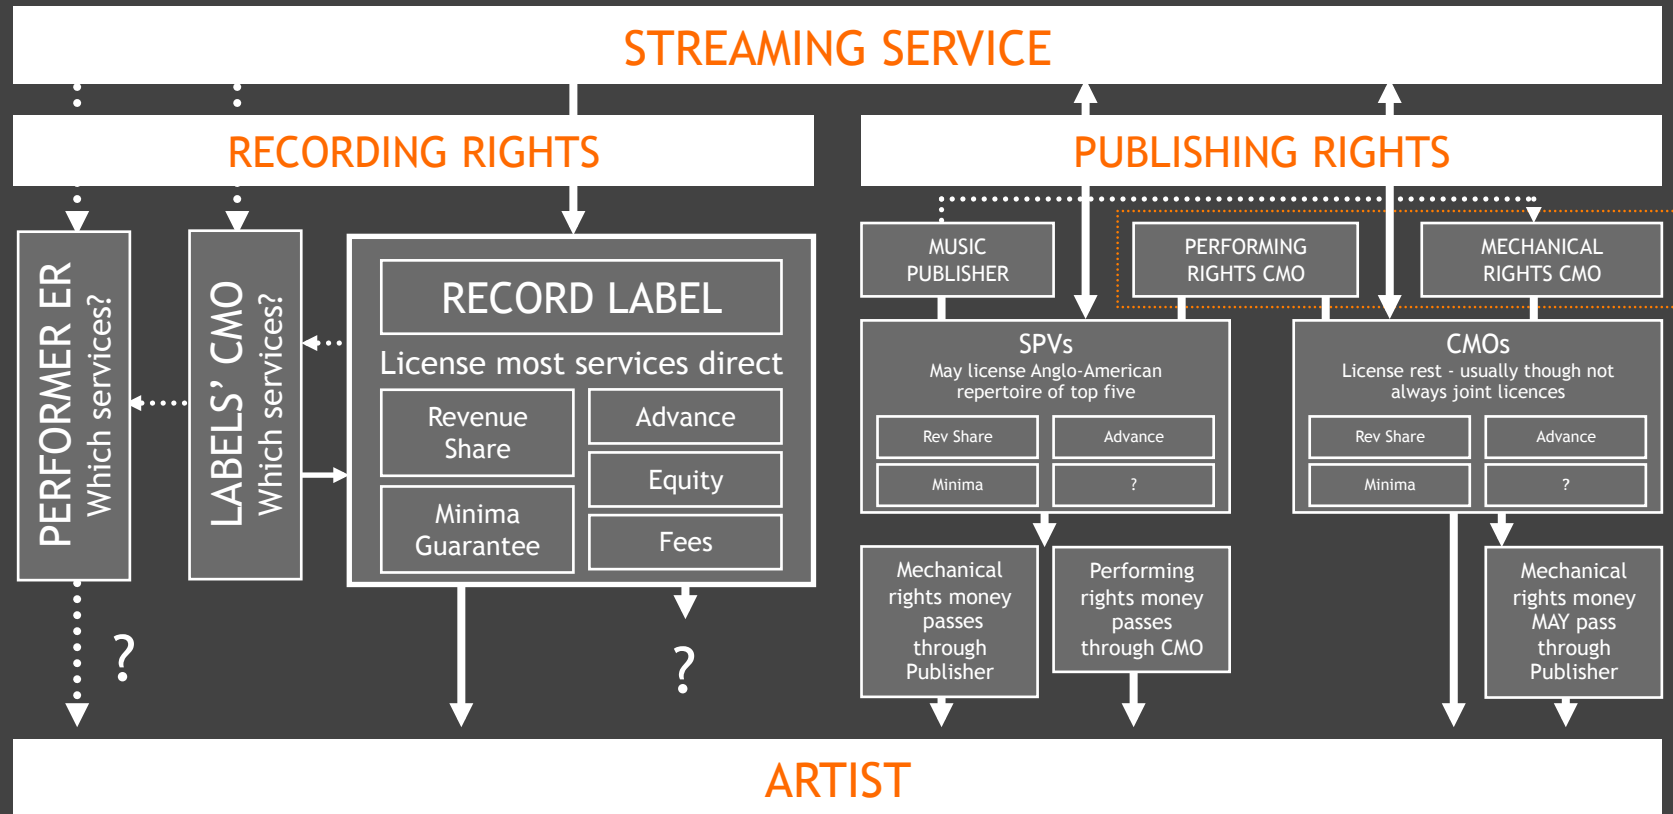 STREAMING SERVICE
RECORDING RIGHTS
PUBLISHING RIGHTS
PERFORMER ER
Which services?
LABELS’ CMO
Which services?
RECORD LABEL
License most services direct
Revenue
Share
Minima
Guarantee
Advance
Equity
Fees
?
?
MUSIC
PUBLISHER
PERFORMING
RIGHTS CMO
MECHANICAL
RIGHTS CMO
SPVs
May license Anglo-American
repertoire of top five
Rev Share
Advance
Minima
?
CMOs
License rest - usually though not
always joint licences
Rev Share
Advance
Minima
?
Mechanical
rights money
passes
through
Publisher
Performing
rights money
passes
through CMO
Mechanical
rights money
MAY pass
through
Publisher
ARTIST